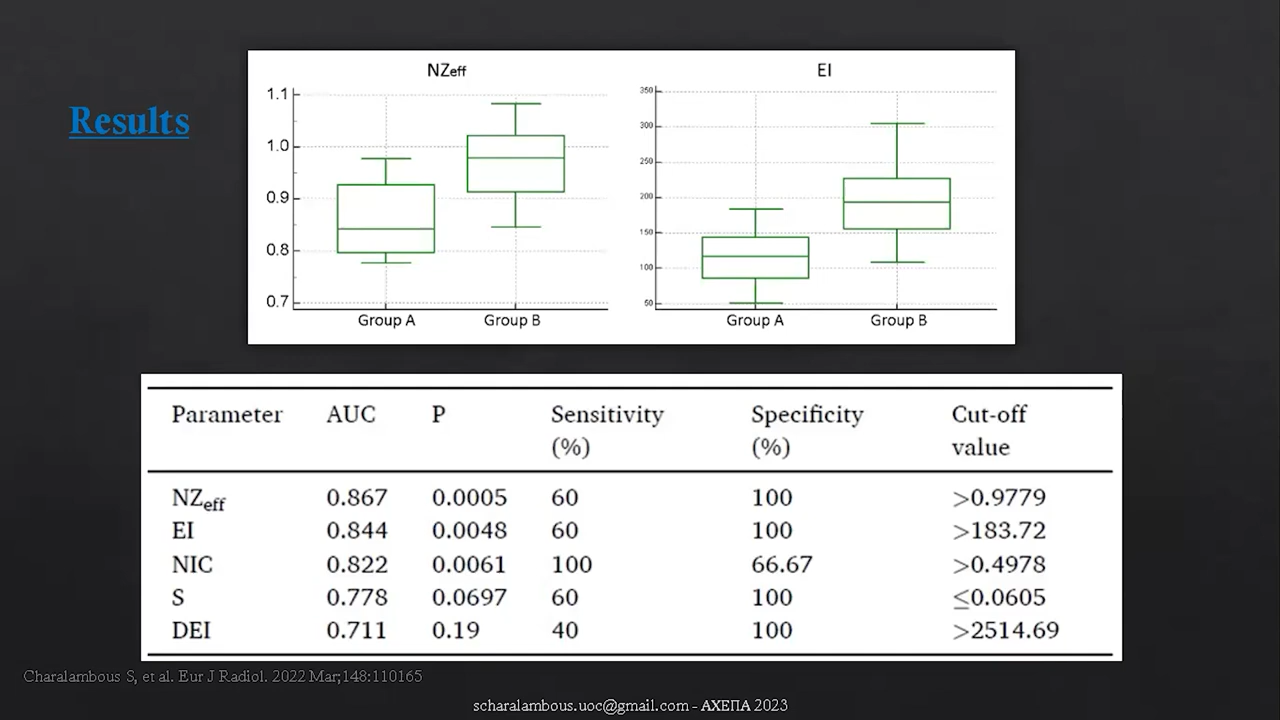 Results
NZeff
1.1
1.0
0.9
0.8
0.7
Group A Group B
EI
350
300
250
200
150
100
50
Group A Group B
Parameter AUC P Sensitivity (%) Specificity (%) Cut-off value
NZeff 0.867 0.0005 60 100 >0.9779
EI 0.844 0.0048 60 100 >183.72
NIC 0.822 0.0061 100 66.67 >0.4978
S 0.778 0.0697 60 100 ≤0.0605
DEI 0.711 0.19 40 100 >2514.69
Charalambous S, et al. Eur J Radiol. 2022 Mar;148:110165
scharalambous.uoc@gmail.com - ΑΧΕΠΑ 2023